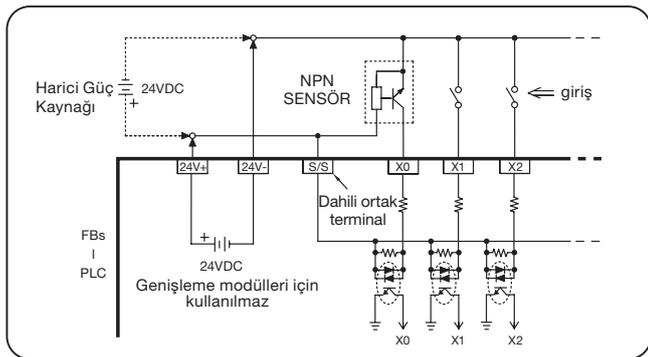 Harici Güç
Kaynağı
24VDC
+
NPN
SENSÖR
giriş
24V+
24V-
S/S
X0
X1
X2
Dahili ortak
terminal
FBs
I
PLC
+
24VDC
Genişleme modülleri için
kullanılmaz
X0
X1
X2